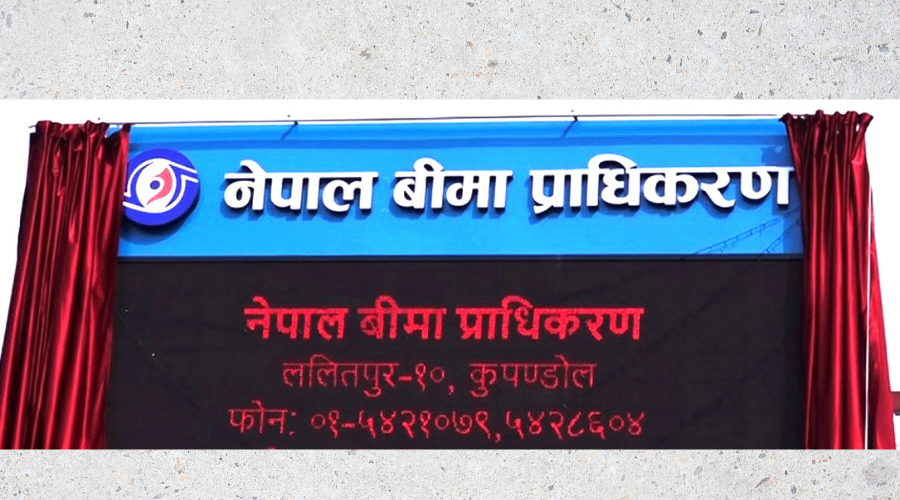 नेपाल बीमा प्राधिकरण
नेपाल बीमा प्राधिकरण
ललितपुर-१०, कुपण्डोल
फोन: ०१-५४२१०७९,५४२८६०४